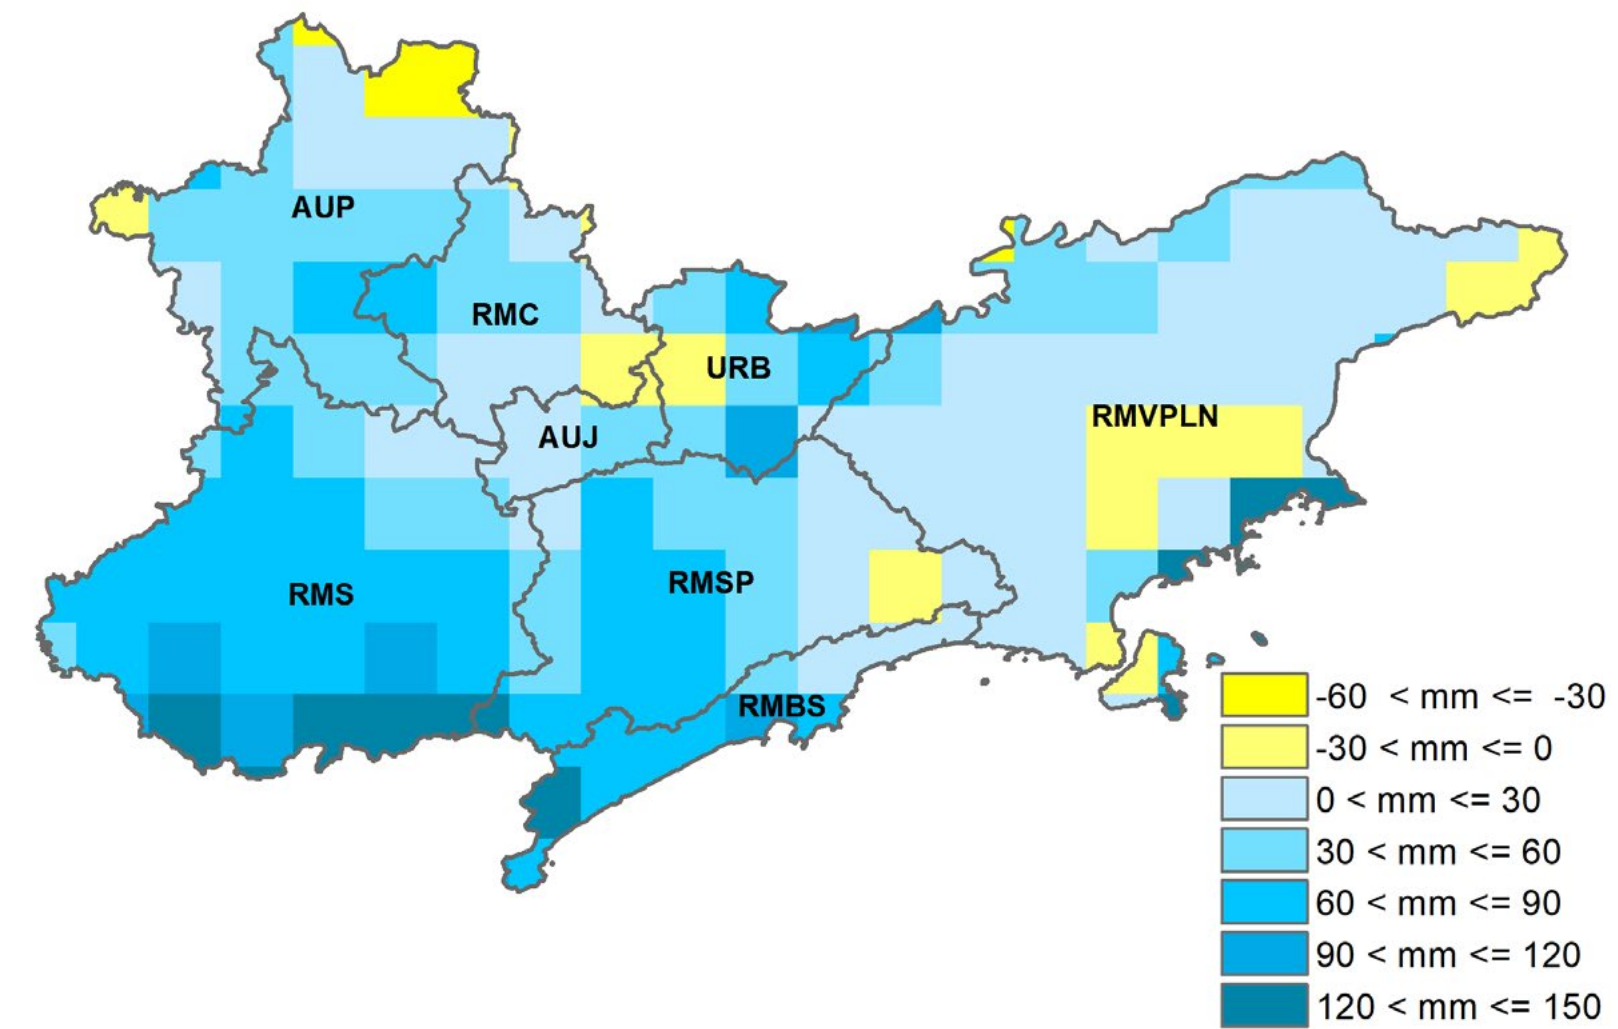 AUP
RMC
URB
RMVPLN
AUJ
RMSP
RMS
RMBS
-60 < mm <= -30
-30 < mm <= 0
0 < mm <= 30
30 < mm <= 60
60 < mm <= 90
90 < mm <= 120
120 < mm <= 150